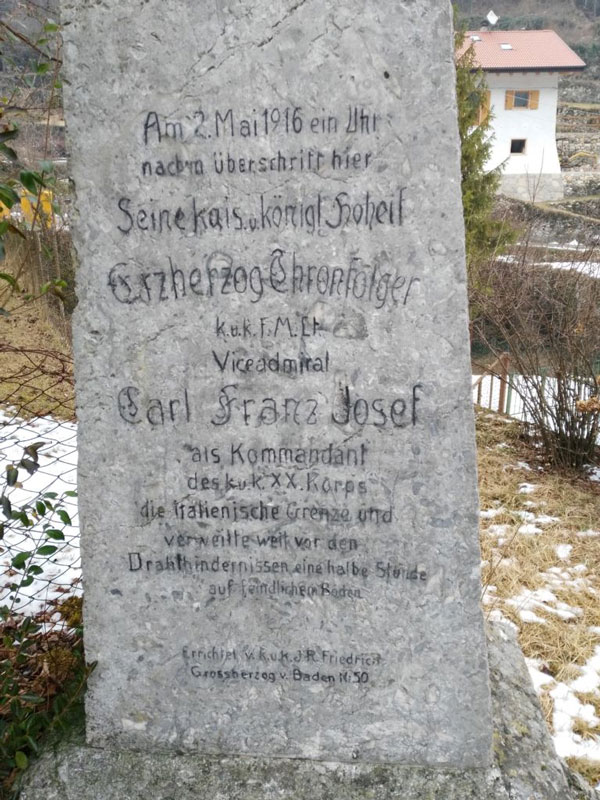 Am 2. Mai 1916 ein Uhr
nachm überschritt hier
Seine kais. u. königl Hoheit
Erzherzog Thronfolger
k.u.k. F.M.Lt.
Viceadmiral
Carl Franz Josef
als Kommandant
des k.u.k. XX. Korps
die italienische Grenze und
verweilte weit vor den
Drahthindernissen eine halbe Stunde
auf feindlichem Boden
Errichtet v. k.u.k. J.R. Friedrich
Grossherzog v. Baden Nr. 50